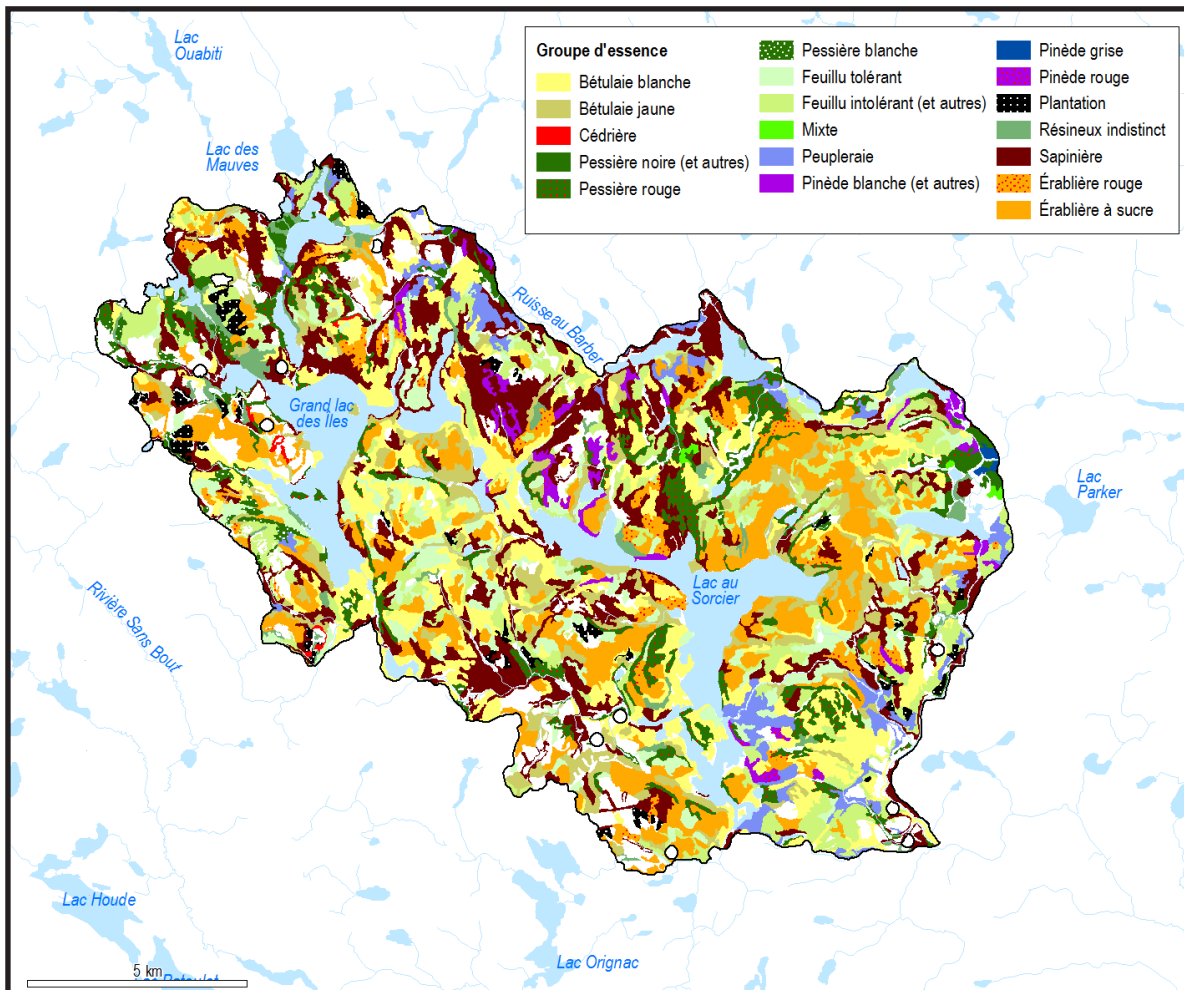 Lac
Ouabiti
Groupe d'essence
Bétulaie blanche
Bétulaie jaune
Cédrière
Pessière noire (et autres)
Pessière rouge
Pessière blanche
Feuillu tolérant
Feuillu intolérant (et autres)
Mixte
Peupleraie
Pinède blanche (et autres)
Pinède grise
Pinède rouge
Plantation
Résineux indistinct
Sapinière
Érablière rouge
Érablière à sucre
Lac des
Mauves
Ruisseau Barber
Grand lac
des Iles
Lac
Parker
Lac au
Sorcier
Rivière Sans Bout
Lac Houde
Lac Orignac
5 km